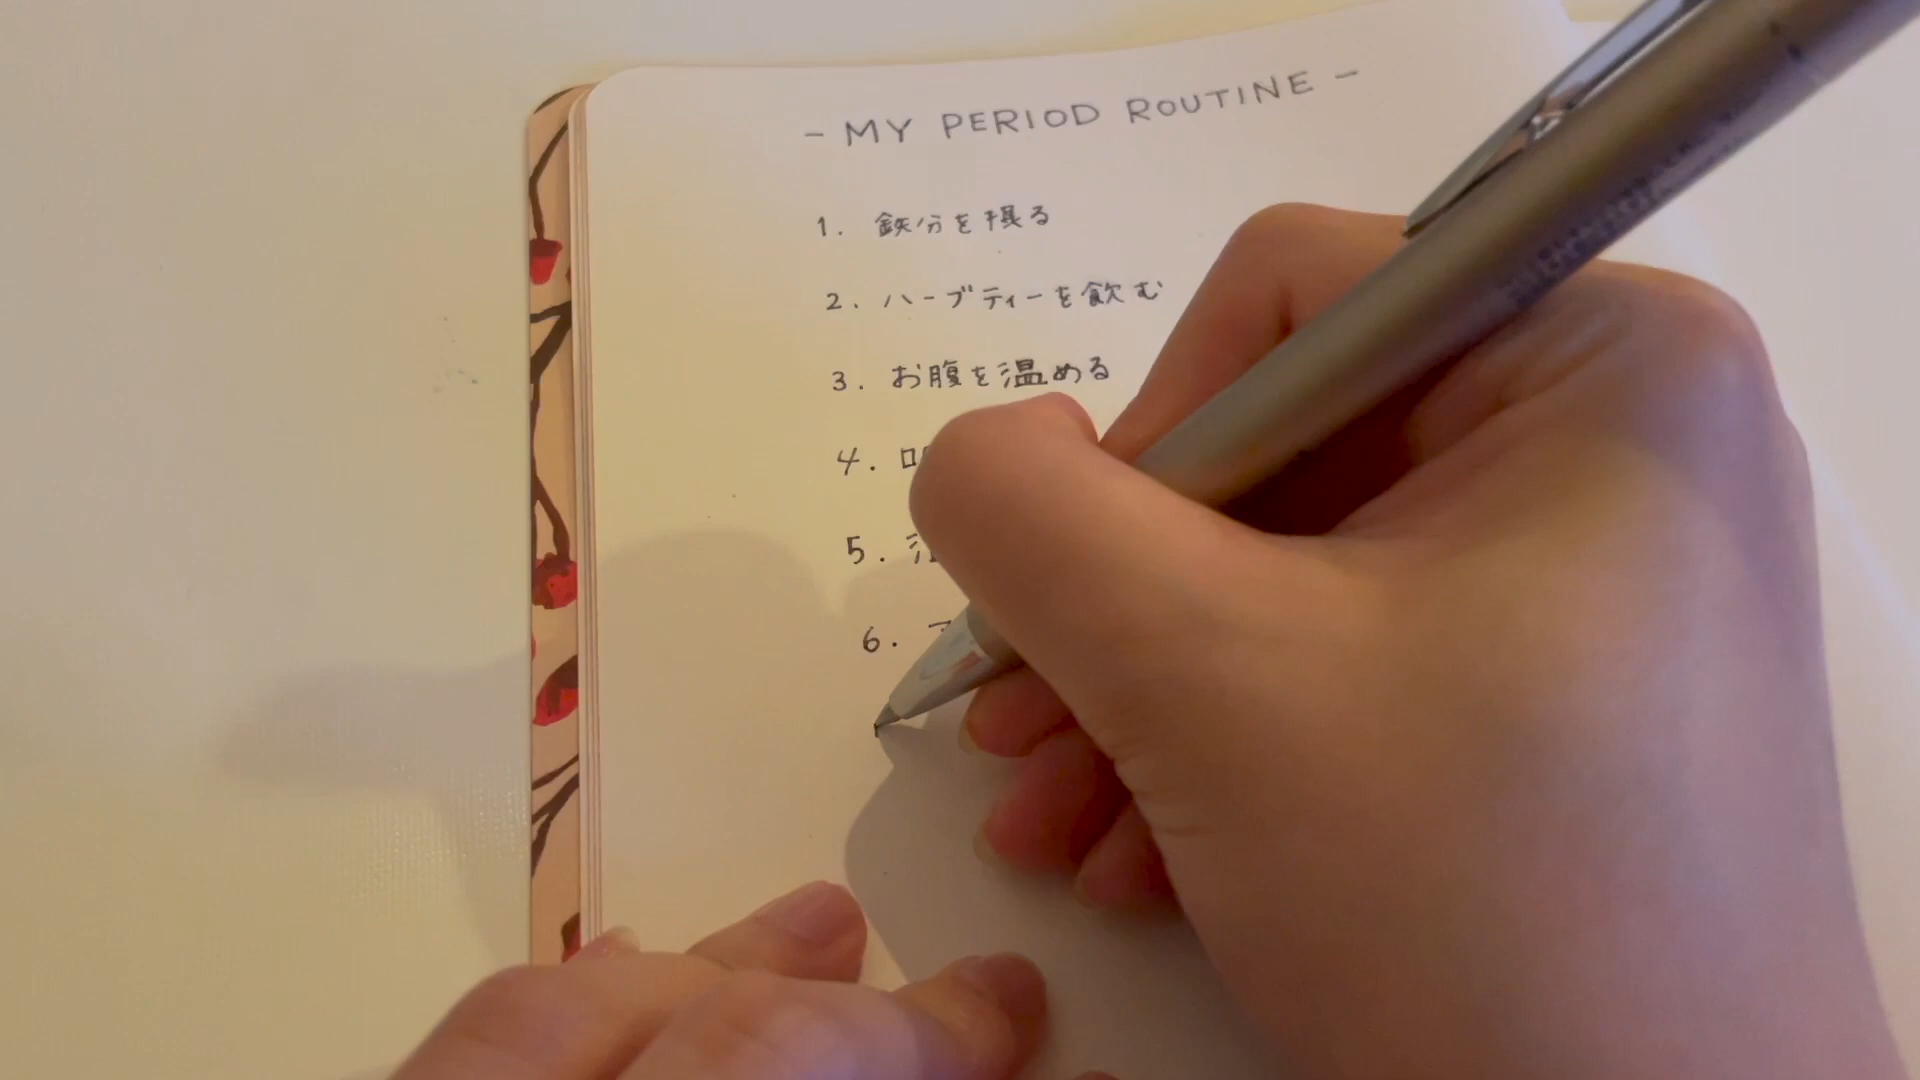 - MY PERIOD ROUTINE -
1. 鉄分を摂る
2. ハーブティーを飲む
3. お腹を温める
4.
5.
6.